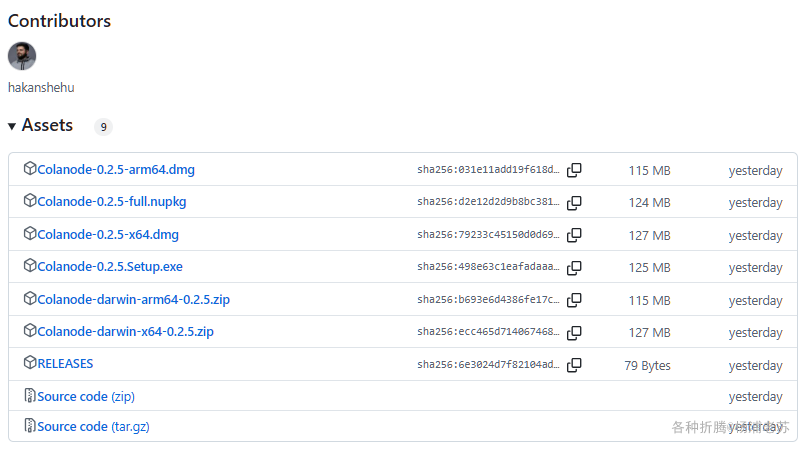 Contributors
hakanshehu
Assets 9
Colanode-0.2.5-arm64.dmg sha256:031e11add19f618d... 115 MB yesterday
Colanode-0.2.5-full.nupkg sha256:d2e12d2d9b8bc381... 124 MB yesterday
Colanode-0.2.5-x64.dmg sha256:79233c45150d0d69... 127 MB yesterday
Colanode-0.2.5.Setup.exe sha256:498e63c1eafadaaa... 125 MB yesterday
Colanode-darwin-arm64-0.2.5.zip sha256:b693e6d4386fe17c... 115 MB yesterday
Colanode-darwin-x64-0.2.5.zip sha256:ecc465d714067468... 127 MB yesterday
RELEASES sha256:6e3024d7f82104ad... 79 Bytes yesterday
Source code (zip) yesterday
Source code (tar.gz) yesterday
各种折腾